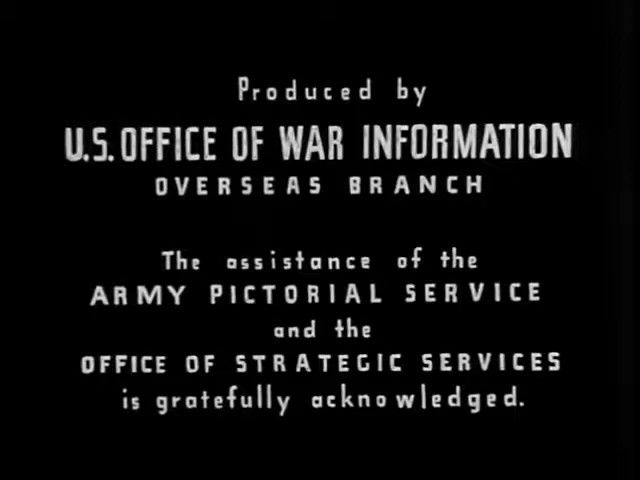 Produced by
U.S. OFFICE OF WAR INFORMATION
OVERSEAS BRANCH
The assistance of the
ARMY PICTORIAL SERVICE
and the
OFFICE OF STRATEGIC SERVICES
is gratefully acknowledged.